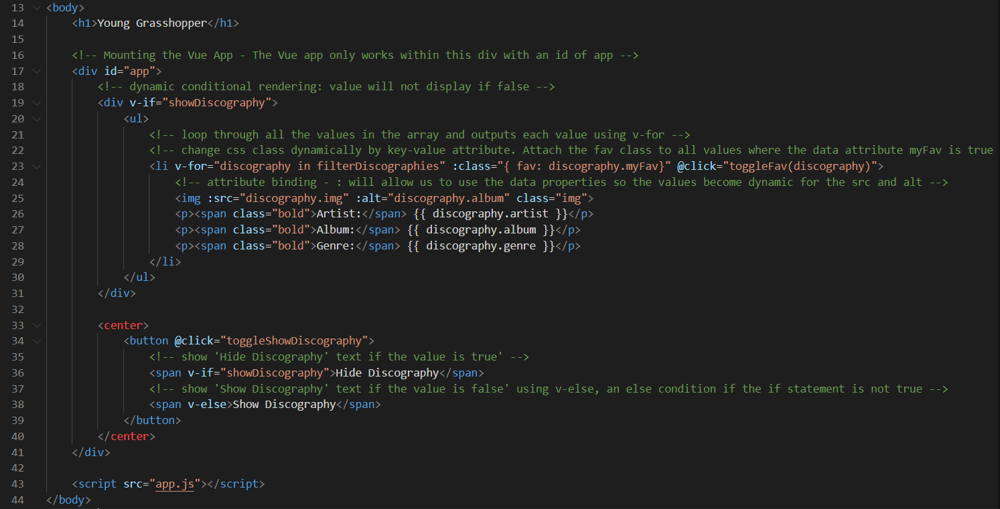 13 <body>
14     <h1>Young Grasshopper</h1>
15
16     <!-- Mounting the Vue App - The Vue app only works within this div with an id of app -->
17     <div id="app">
18         <!-- dynamic conditional rendering: value will not display if false -->
19         <div v-if="showDiscography">
20             <ul>
21                 <!-- loop through all the values in the array and outputs each value using v-for -->
22                 <!-- change css class dynamically by key-value attribute. Attach the fav class to all values where the data attribute myFav is true
23                 <li v-for="discography in filterDiscographies" :class="{ fav: discography.myFav}" @click="toggleFav(discography)">
24                     <!-- attribute binding - : will allow us to use the data properties so the values become dynamic for the src and alt -->
25                     <img :src="discography.img" :alt="discography.album" class="img">
26                     <p><span class="bold">Artist:</span> {{ discography.artist }}</p>
27                     <p><span class="bold">Album:</span> {{ discography.album }}</p>
28                     <p><span class="bold">Genre:</span> {{ discography.genre }}</p>
29                 </li>
30             </ul>
31         </div>
32
33         <center>
34             <button @click="toggleShowDiscography">
35                 <!-- show 'Hide Discography' text if the value is true' -->
36                 <span v-if="showDiscography">Hide Discography</span>
37                 <!-- show 'Show Discography' text if the value is false' using v-else, an else condition if the if statement is not true -->
38                 <span v-else>Show Discography</span>
39             </button>
40         </center>
41     </div>
42
43     <script src="app.js"></script>
44 </body>